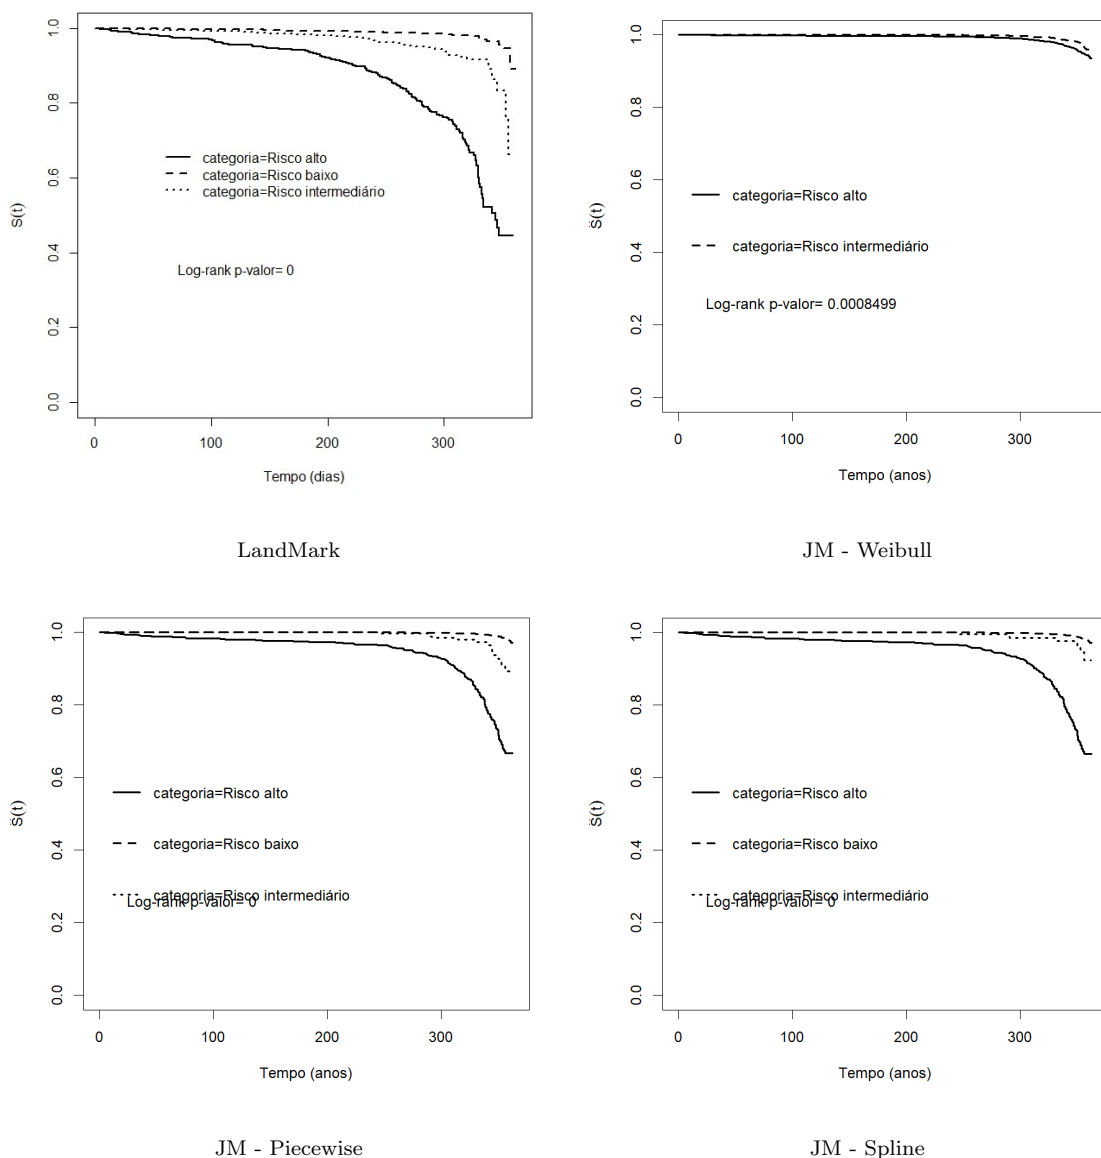 1.0
0.8
0.6
0.4
0.2
0.0
Ŝ(t)
categoria=Risco alto
categoria=Risco baixo
categoria=Risco intermediário
Log-rank p-valor= 0
0 100 200 300
Tempo (dias)
LandMark
1.0
0.8
0.6
0.4
0.2
0.0
Ŝ(t)
categoria=Risco alto
categoria=Risco intermediário
Log-rank p-valor= 0.0008499
0 100 200 300
Tempo (anos)
JM - Weibull
1.0
0.8
0.6
0.4
0.2
0.0
Ŝ(t)
categoria=Risco alto
categoria=Risco baixo
categoria=Risco intermediário
Log-rank p-valor= 0
0 100 200 300
Tempo (anos)
JM - Piecewise
1.0
0.8
0.6
0.4
0.2
0.0
Ŝ(t)
categoria=Risco alto
categoria=Risco baixo
categoria=Risco intermediário
Log-rank p-valor= 0
0 100 200 300
Tempo (anos)
JM - Spline